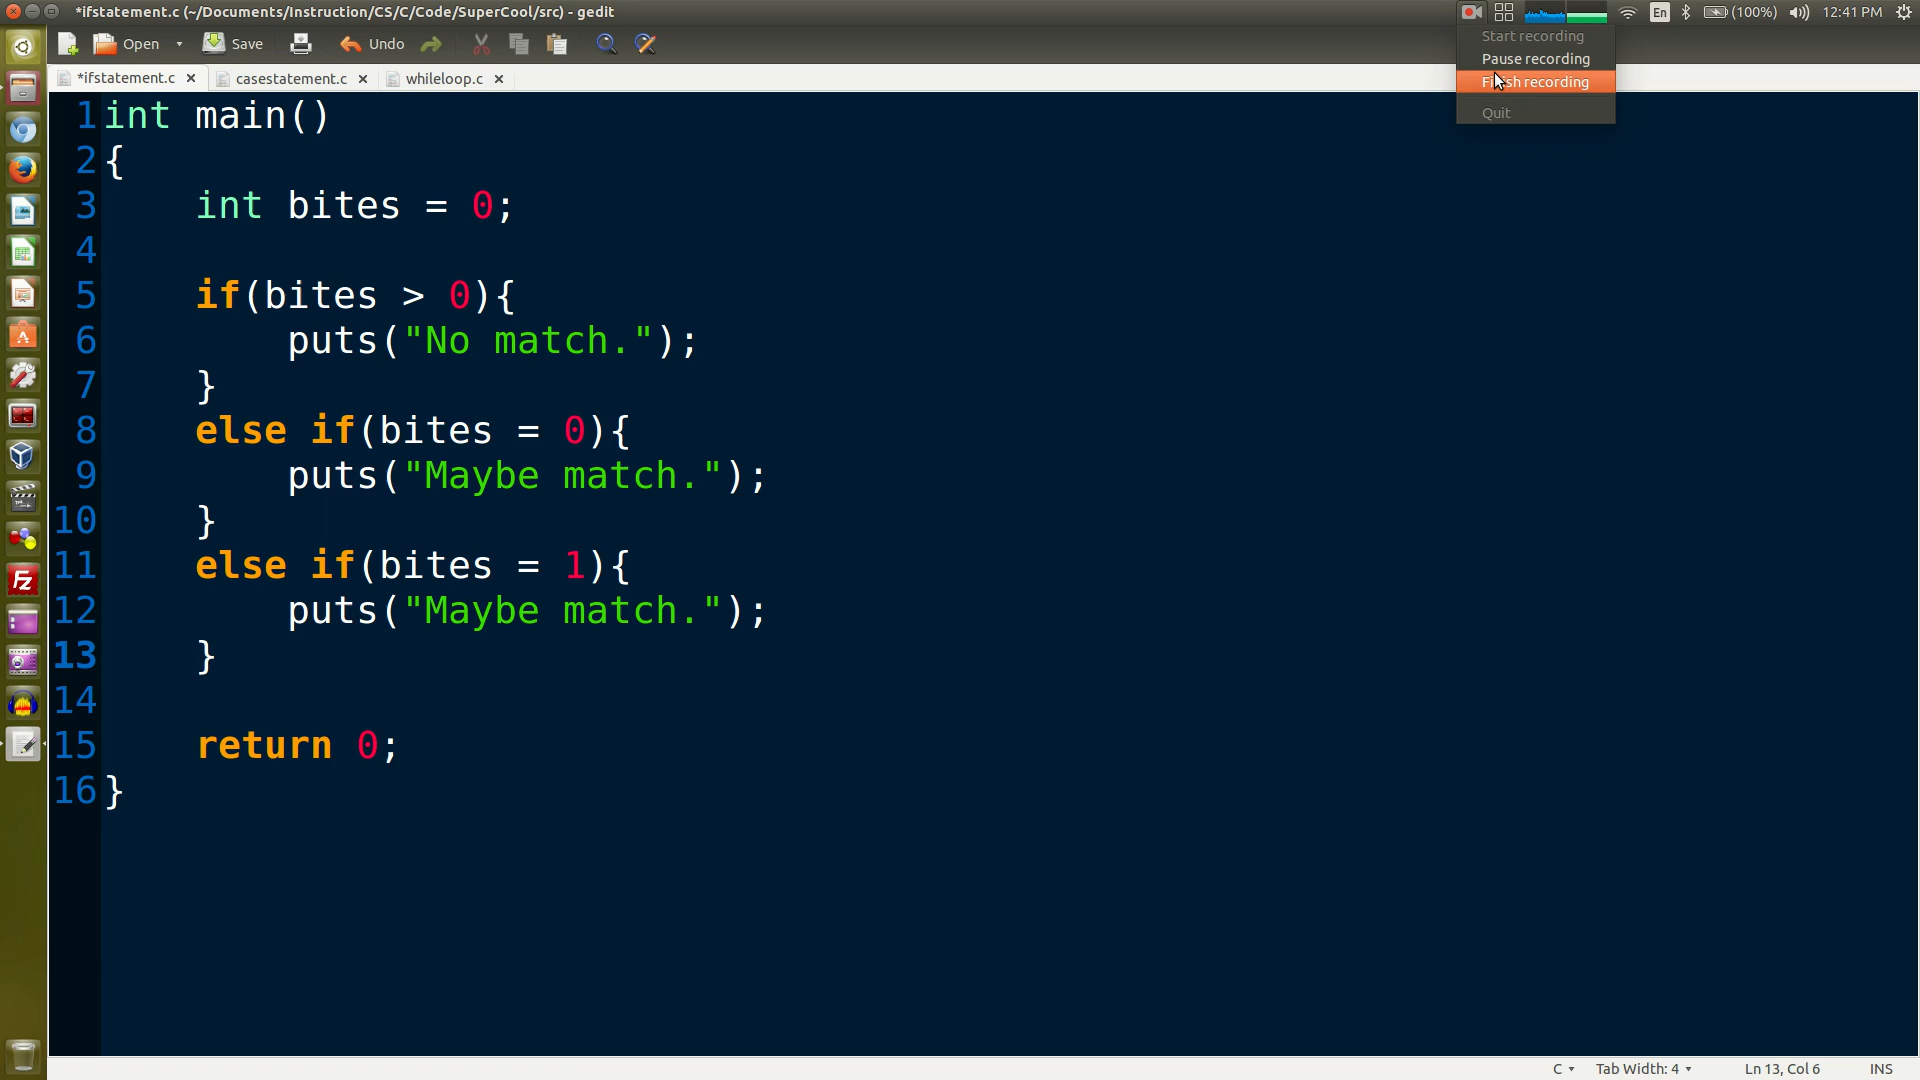 *ifstatement.c (~/Documents/Instruction/CS/C/Code/SuperCool/src) - gedit
En (100%) 12:41 PM
Open Save Undo
Start recording
Pause recording
Finish recording
Quit
*ifstatement.c casestatement.c whileloop.c
1 int main()
2 {
3     int bites = 0;
4
5     if(bites > 0){
6         puts("No match.");
7     }
8     else if(bites = 0){
9         puts("Maybe match.");
10     }
11     else if(bites = 1){
12         puts("Maybe match.");
13     }
14
15     return 0;
16 }
Fz
C Tab Width: 4 Ln 13, Col 6 INS